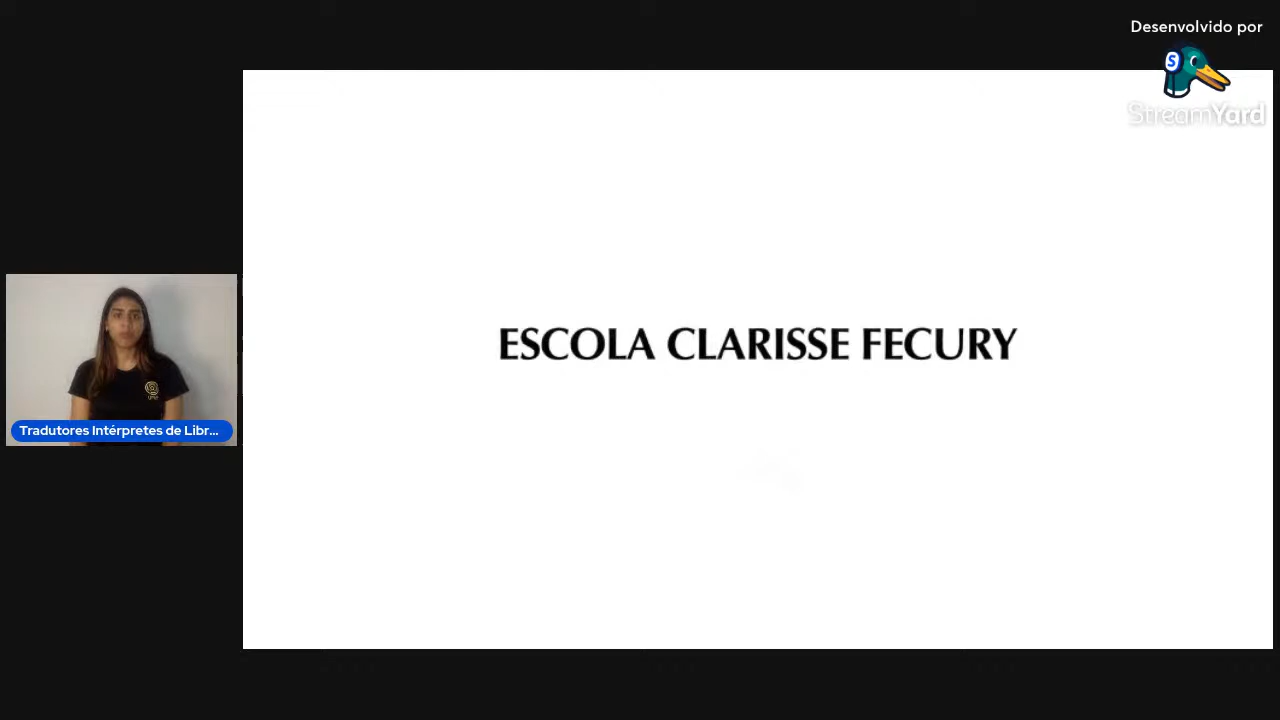 Desenvolvido por
StreamYard
ESCOLA CLARISSE FECURY
Tradutores Intérpretes de Libr...